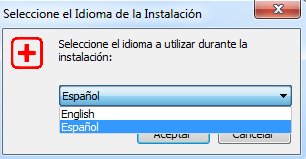 Seleccione el Idioma de la Instalación
Seleccione el idioma a utilizar durante la
instalación:
Español
English
Español
Aceptar
Cancelar